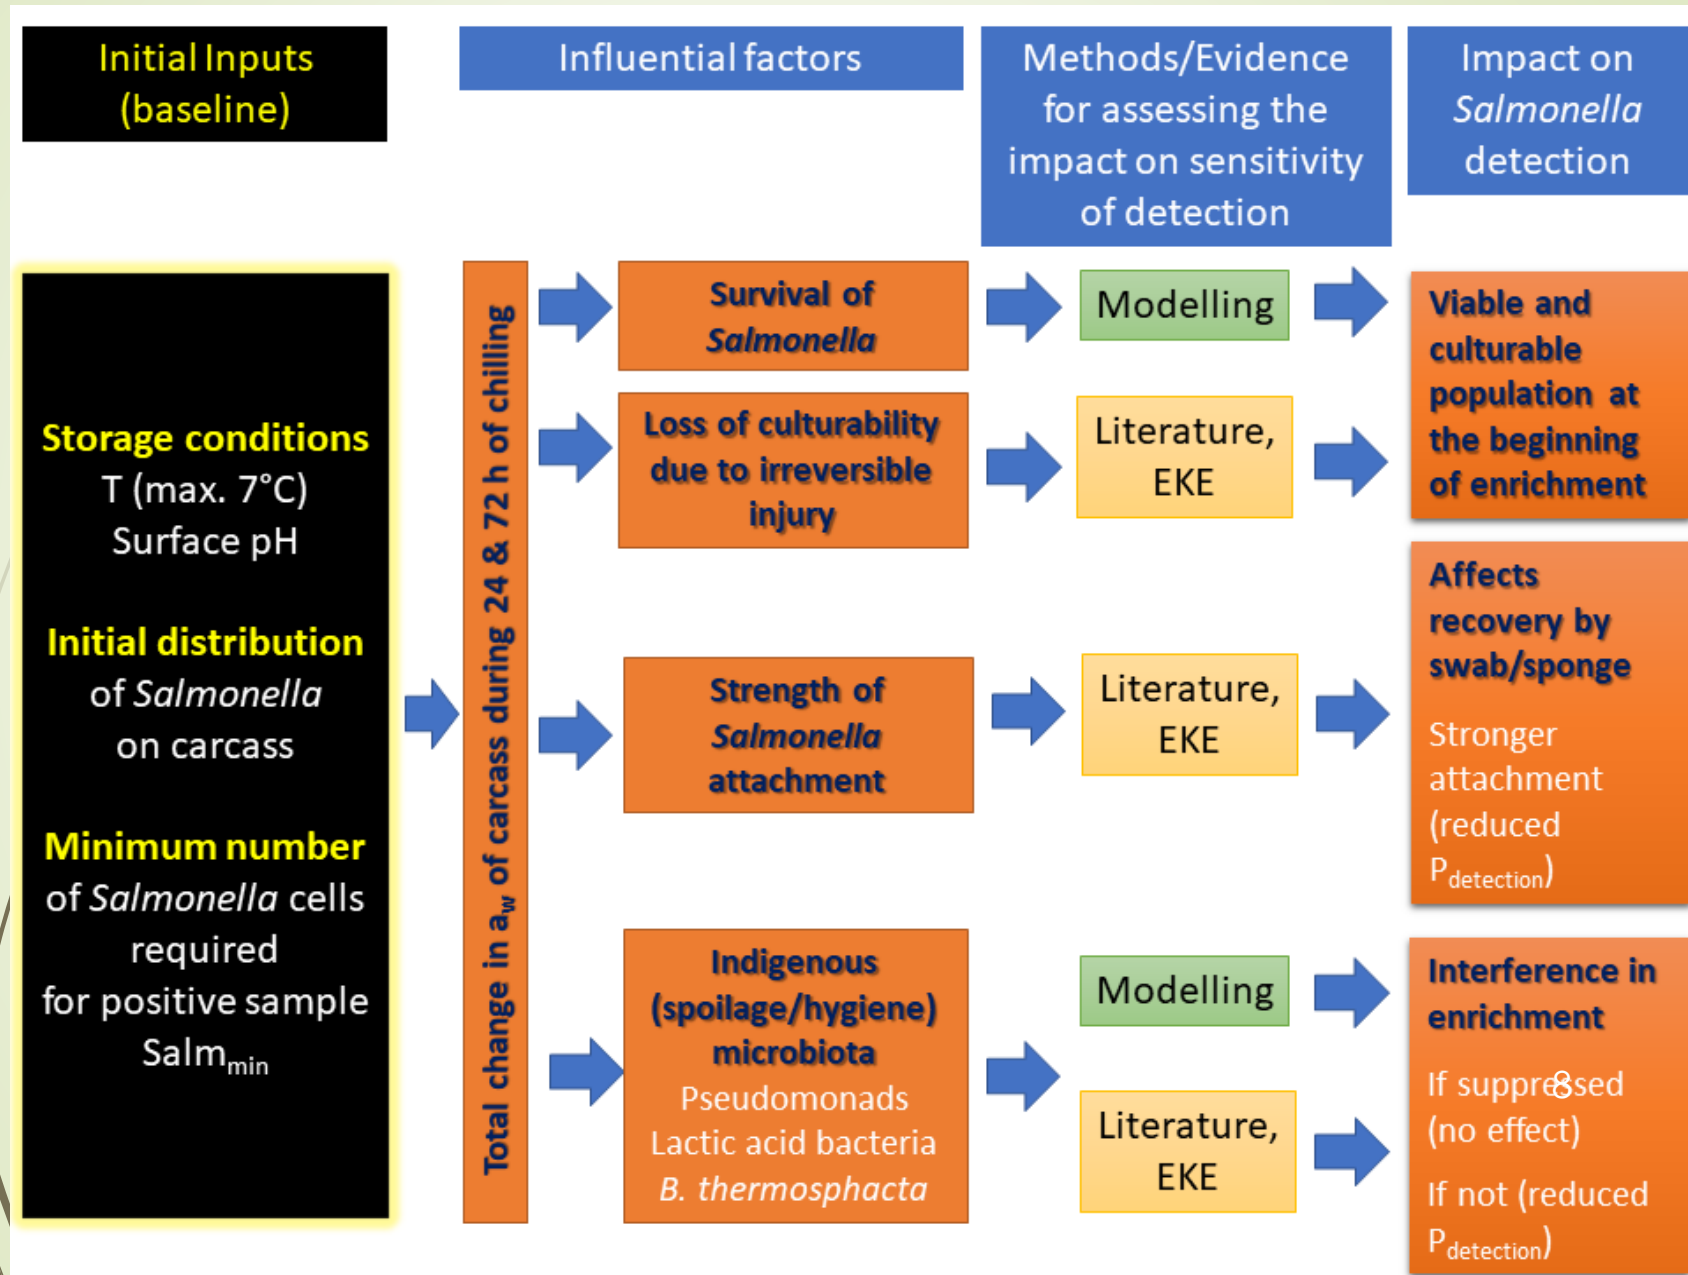 Initial Inputs
(baseline)
Influential factors
Methods/Evidence
for assessing the
impact on sensitivity
of detection
Impact on
Salmonella
detection
Storage conditions
T (max. 7°C)
Surface pH
Initial distribution
of Salmonella
on carcass
Minimum number
of Salmonella cells
required
for positive sample
Salmmin
Total change in aw of carcass during 24 & 72 h of chilling
Survival of
Salmonella
Modelling
Viable and
culturable
population at
the beginning
of enrichment
Loss of culturability
due to irreversible
injury
Literature,
EKE
Strength of
Salmonella
attachment
Literature,
EKE
Affects
recovery by
swab/sponge
Stronger
attachment
(reduced
Pdetection)
Indigenous
(spoilage/hygiene)
microbiota
Pseudomonads
Lactic acid bacteria
B. thermosphacta
Modelling
Literature,
EKE
Interference in
enrichment
If suppressed
(no effect)
If not (reduced
Pdetection)
8